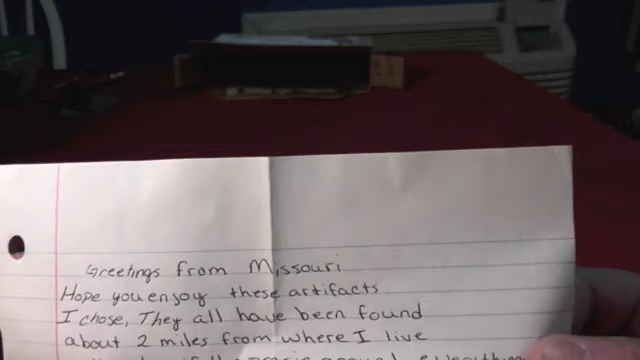 Greetings from Missouri
Hope you enjoy these artifacts
I chose, They all have been found
about 2 miles from where I live